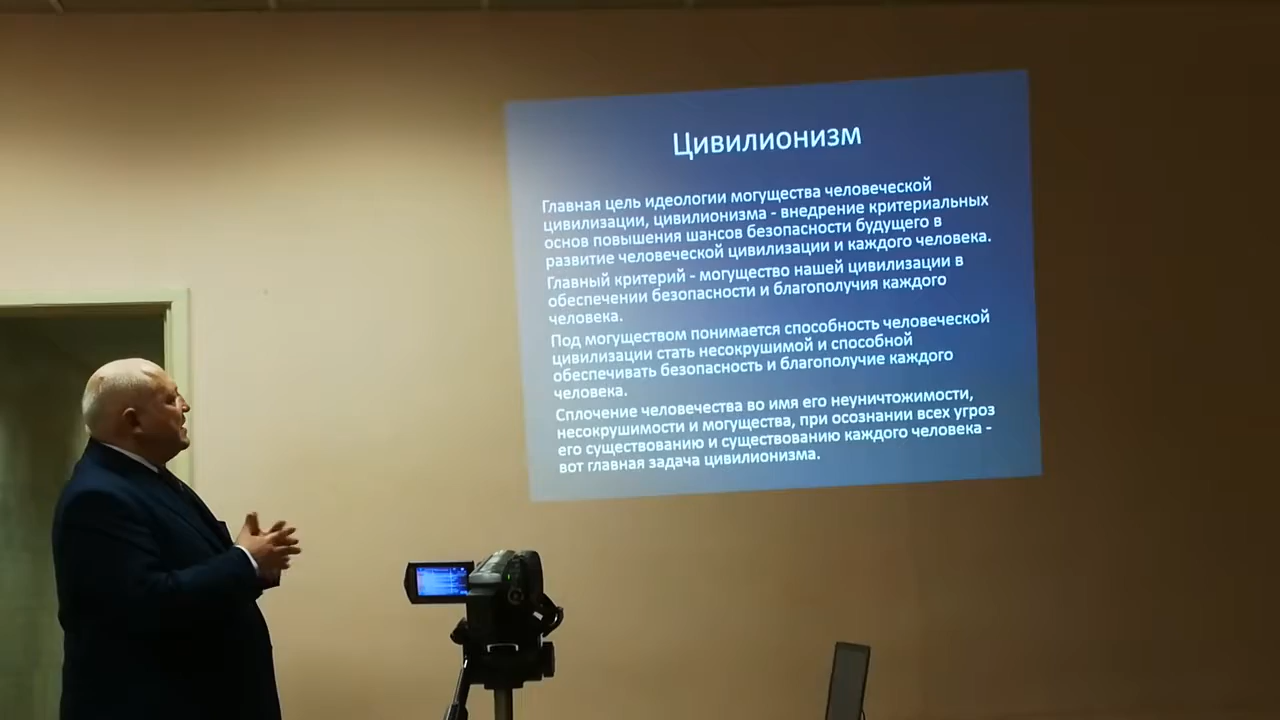 Цивилионизм
Главная цель идеологии могущества человеческой
цивилизации, цивилионизма - внедрение критериальных
основ повышения шансов безопасности будущего в
развитие человеческой цивилизации и каждого человека.
Главный критерий - могущество нашей цивилизации в
обеспечении безопасности и благополучия каждого
человека.
Под могуществом понимается способность человеческой
цивилизации стать несокрушимой и способной
обеспечивать безопасность и благополучие каждого
человека.
Сплочение человечества во имя его неуничтожимости,
несокрушимости и могущества, при осознании всех угроз
его существованию и существованию каждого человека -
вот главная задача цивилионизма.